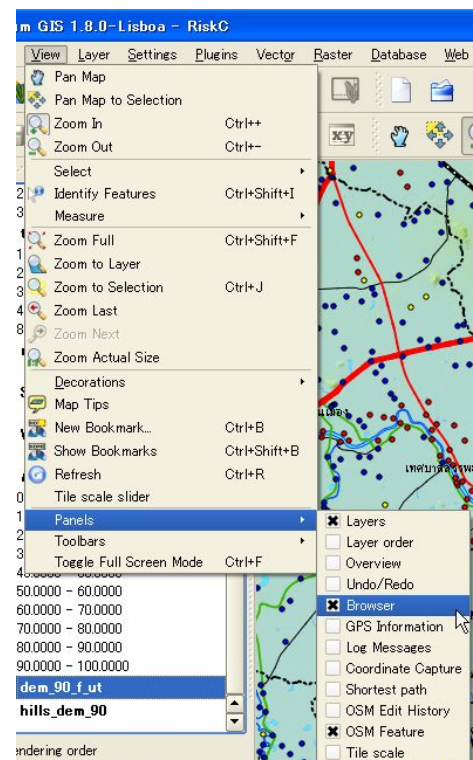 m GIS 1.8.0-Lisboa - RiskC
View Layer Settings Plugins Vector Raster Database Web
Pan Map
Pan Map to Selection
Zoom In Ctrl++
Zoom Out Ctrl+-
Select
Identify Features Ctrl+Shift+I
Measure
Zoom Full Ctrl+Shift+F
Zoom to Layer
Zoom to Selection Ctrl+J
Zoom Last
Zoom Next
Zoom Actual Size
Decorations
Map Tips
New Bookmark... Ctrl+B
Show Bookmarks Ctrl+Shift+B
Refresh Ctrl+R
Tile scale slider
Panels
Toolbars
Toggle Full Screen Mode Ctrl+F
Layers
Layer order
Overview
Undo/Redo
Browser
GPS Information
Log Messages
Coordinate Capture
Shortest path
OSM Edit History
OSM Feature
Tile scale
50.0000 - 60.0000
60.0000 - 70.0000
70.0000 - 80.0000
80.0000 - 90.0000
90.0000 - 100.0000
dem_90_f_ut
hills_dem_90
endering order